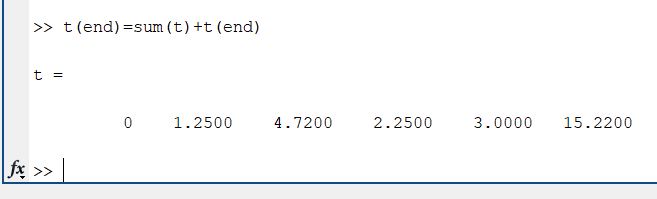 >> t(end)=sum(t)+t(end)
t =
0 1.2500 4.7200 2.2500 3.0000 15.2200
fx >>